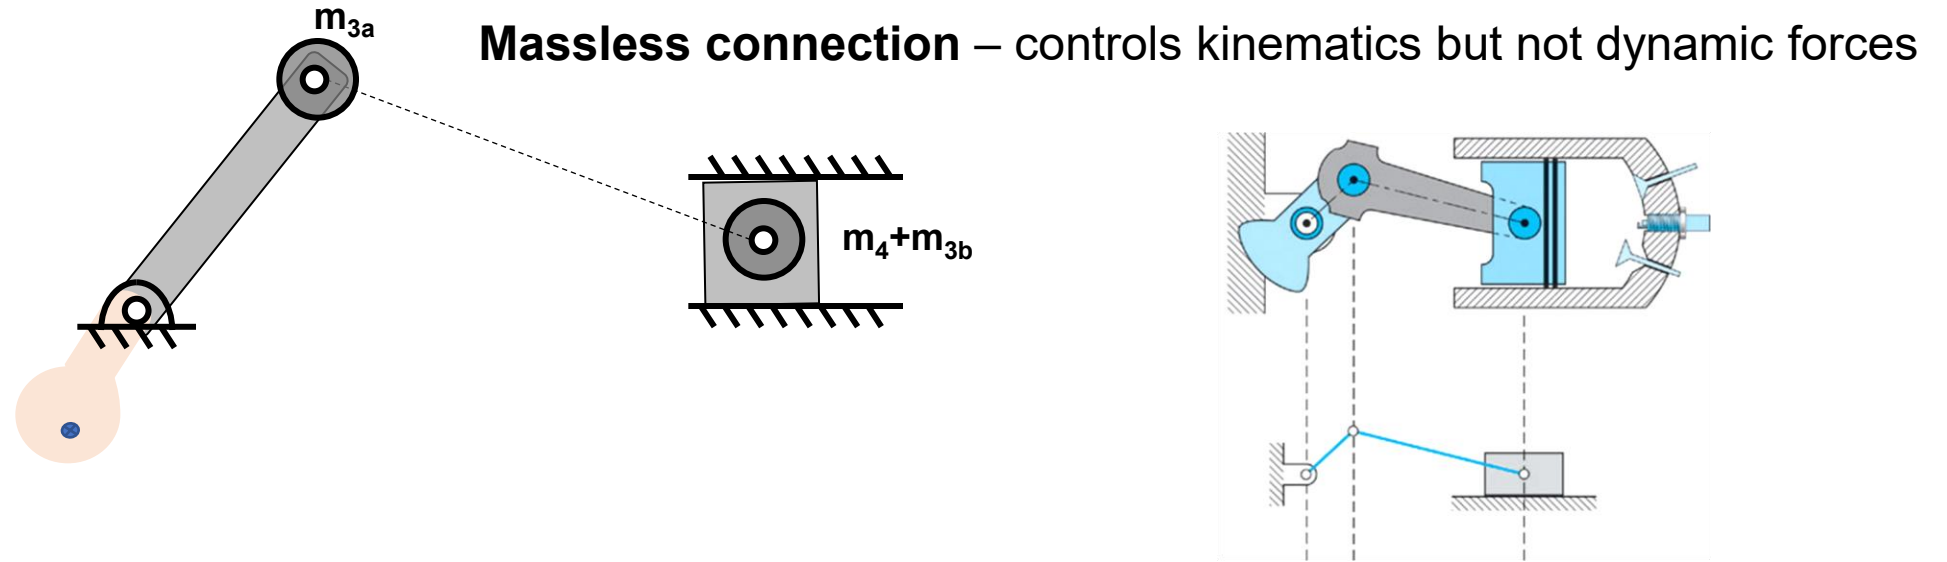 m3a
Massless connection – controls kinematics but not dynamic forces
m4+m3b